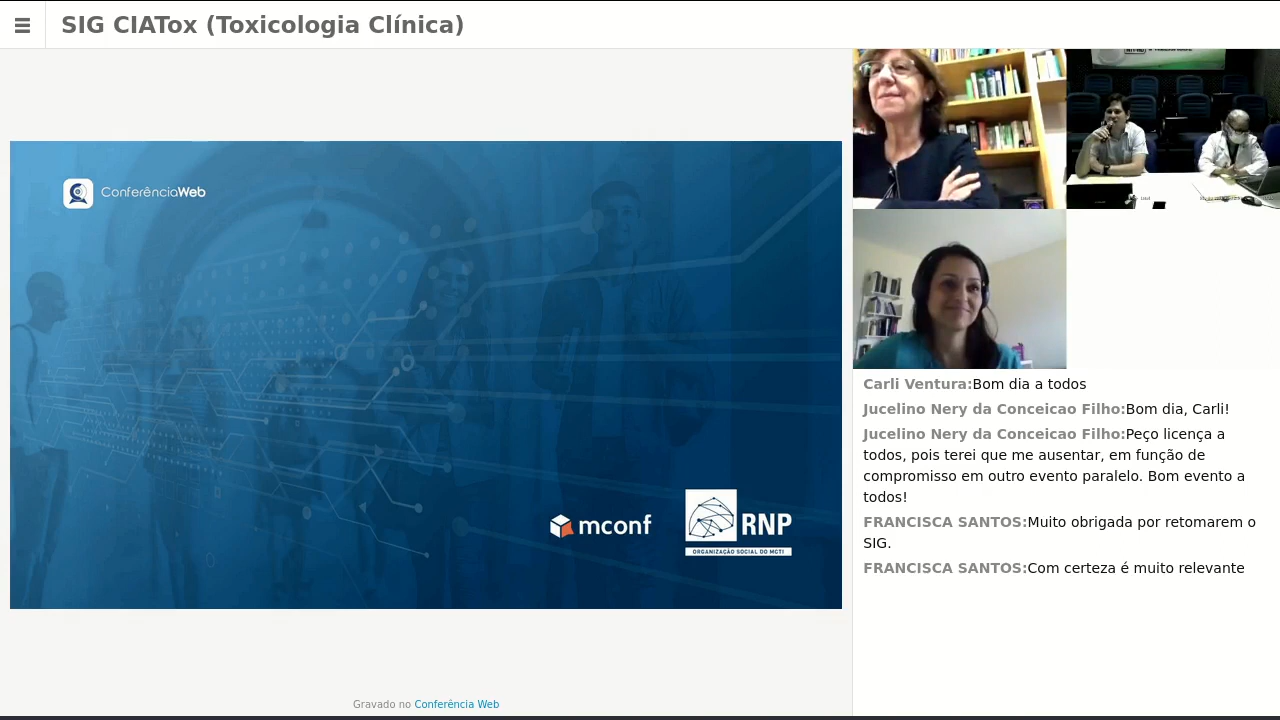 SIG CIATox (Toxicologia Clínica)
ConferênciaWeb
mconf
RNP
ORGANIZAÇÃO SOCIAL DO MCTI
Gravado no Conferência Web
Carli Ventura:Bom dia a todos
Jucelino Nery da Conceicao Filho:Bom dia, Carli!
Jucelino Nery da Conceicao Filho:Peço licença a
todos, pois terei que me ausentar, em função de
compromisso em outro evento paralelo. Bom evento a
todos!
FRANCISCA SANTOS:Muito obrigada por retomarem o
SIG.
FRANCISCA SANTOS:Com certeza é muito relevante